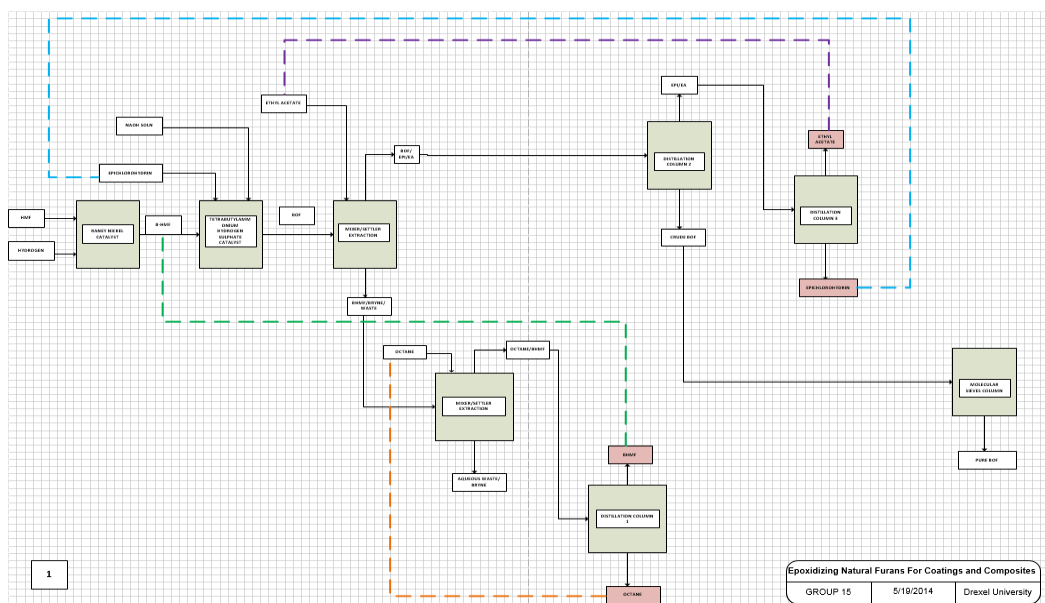 ETHYL ACETATE
NAOH SOLN
EPICHLOROHYDRIN
HMF
HYDROGEN
RANEY NICKEL
CATALYST
B-HMF
TETRABUTYLAMM
ONIUM
HYDROGEN
SULPHATE
CATALYST
BOF
MIXER/SETTLER
EXTRACTION
BOF/
EPI/EA
EPI/EA
DISTILLATION
COLUMN 2
CRUDE BOF
ETHYL
ACETATE
DISTILLATION
COLUMN 3
EPICHLOROHYDRIN
BHMF/BRYNE/
WASTE
OCTANE
OCTANE/BHMF
MIXER/SETTLER
EXTRACTION
AQUEOUS WASTE/
BRYNE
BHMF
DISTILLATION COLUMN
1
OCTANE
MOLECULAR
SIEVES COLUMN
PURE BOF
1
Epoxidizing Natural Furans For Coatings and Composites
GROUP 15
5/19/2014
Drexel University